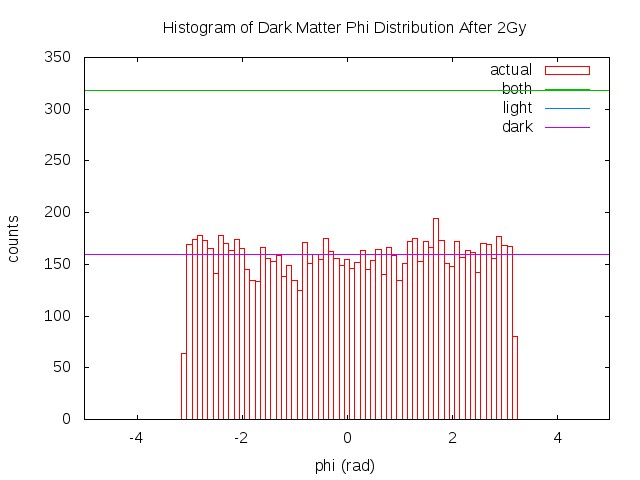 Histogram of Dark Matter Phi Distribution After 2Gy
350
300
250
200
150
100
50
0
counts
actual
both
light
dark
-4
-2
0
2
4
phi (rad)